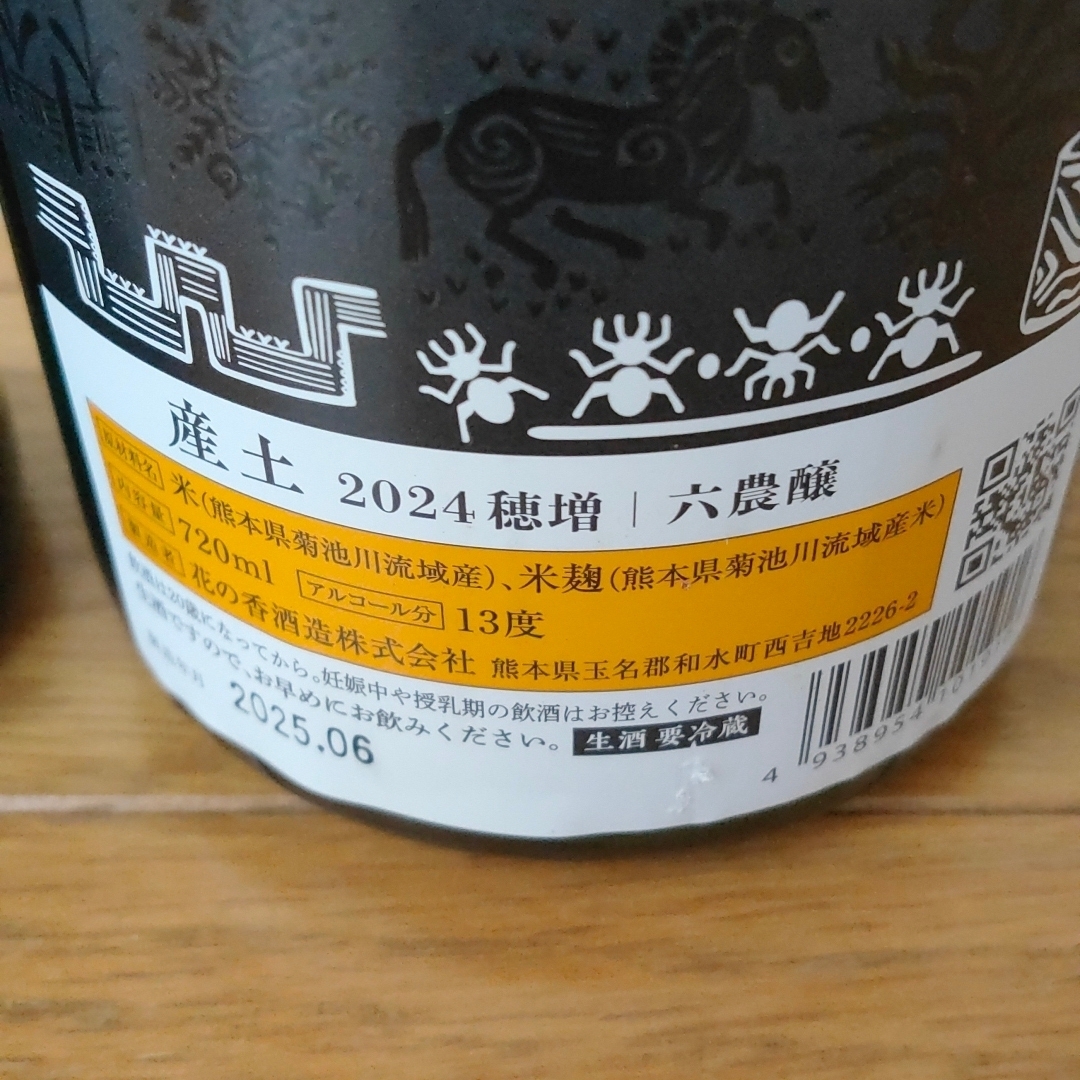 産土 2024 穂増｜六農醸
原材料名 米(熊本県菊池川流域産)、米麹(熊本県菊池川流域産米)
内容量 720ml アルコール分 13度
製造者 花の香酒造株式会社 熊本県玉名郡和水町西吉地2226-2
飲酒は20歳になってから。妊娠中や授乳期の飲酒はお控えください。
生酒ですので、お早めにお飲みください。 生酒 要冷蔵
製造年月 2025.06
4 938954